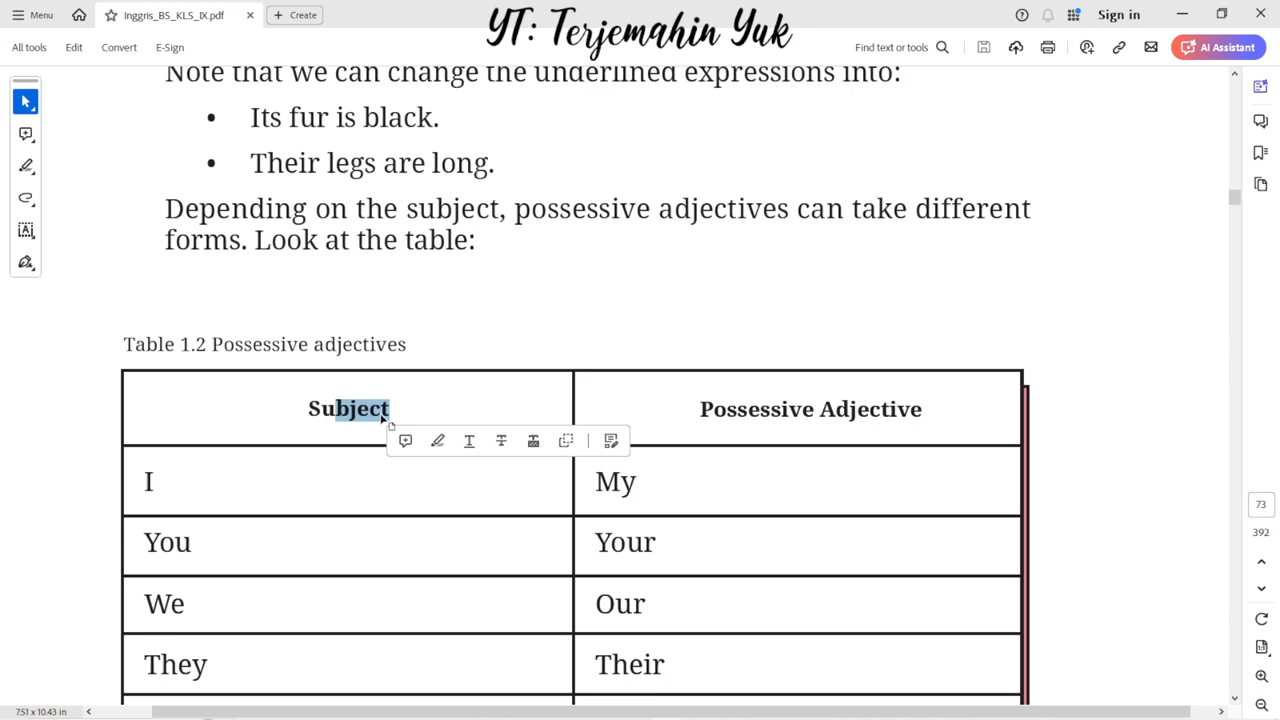 Menu
Inggris_BS_KLS_IX.pdf
Create
YT: Terjemahin Yuk
Sign in
All tools
Edit
Convert
E-Sign
Find text or tools
AI Assistant
Note that we can change the underlined expressions into:
• Its fur is black.
• Their legs are long.
Depending on the subject, possessive adjectives can take different
forms. Look at the table:
Table 1.2 Possessive adjectives
Subject Possessive Adjective
I My
You Your
We Our
They Their
73
392
7.51 x 10.43 in